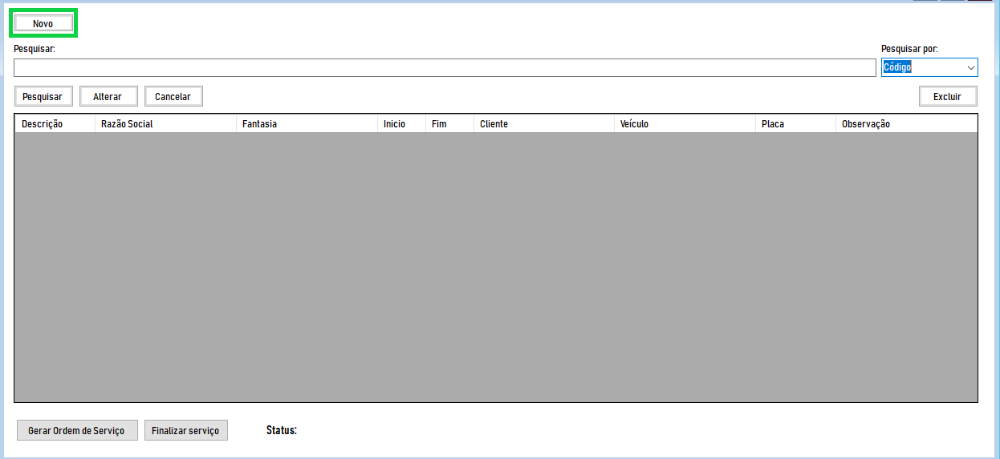 Novo
Pesquisar:
Pesquisar por:
Código
Pesquisar Alterar Cancelar Excluir
Descrição Razão Social Fantasia Inicio Fim Cliente Veículo Placa Observação
Gerar Ordem de Serviço Finalizar serviço Status: